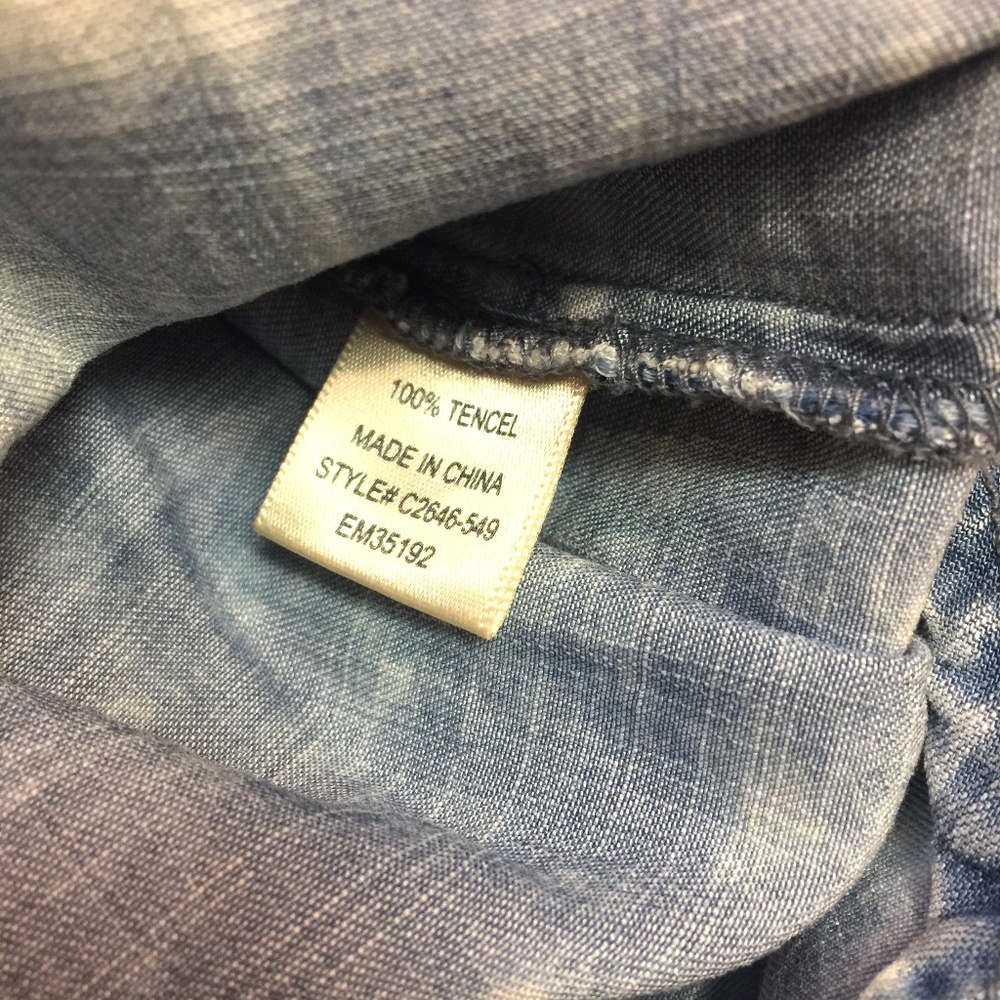 100% TENCEL
MADE IN CHINA
STYLE# C2646-549
EM35192